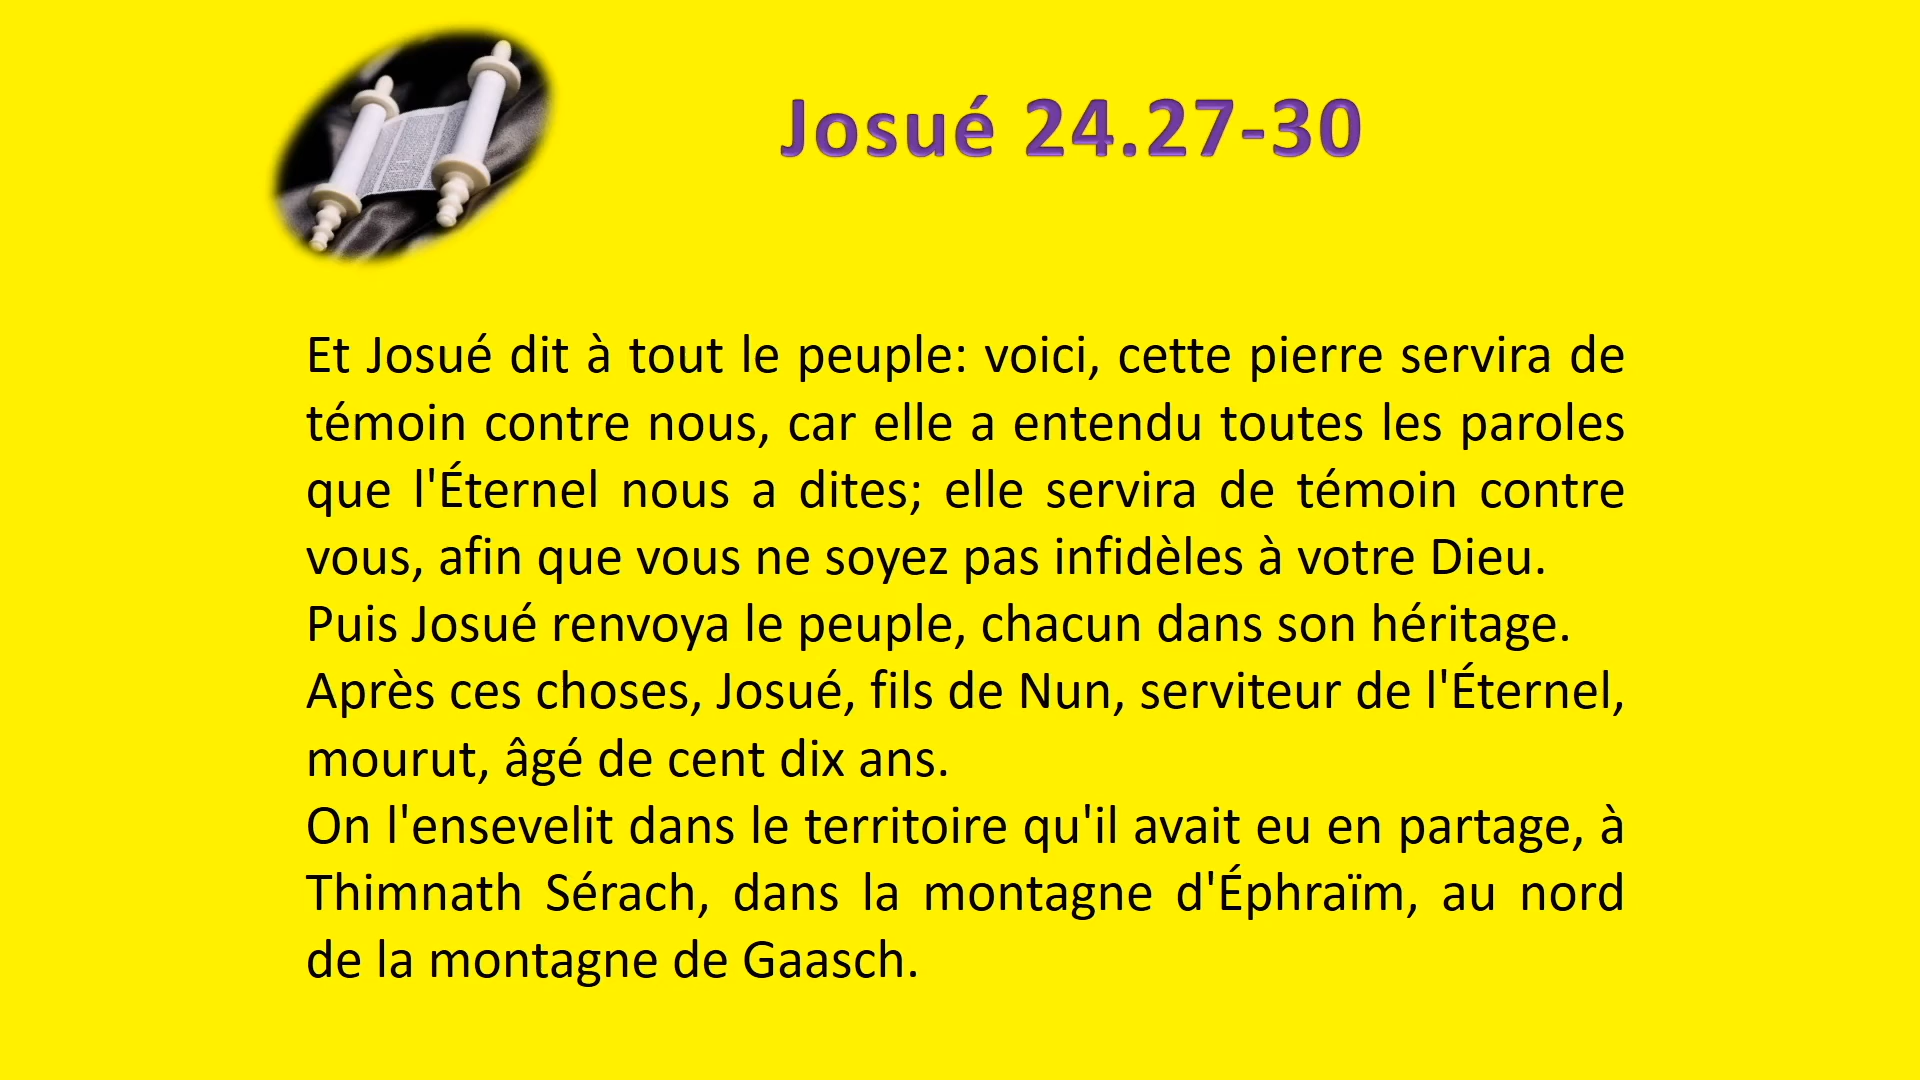 Josué 24.27-30
Et Josué dit à tout le peuple: voici, cette pierre servira de
témoin contre nous, car elle a entendu toutes les paroles
que l'Éternel nous a dites; elle servira de témoin contre
vous, afin que vous ne soyez pas infidèles à votre Dieu.
Puis Josué renvoya le peuple, chacun dans son héritage.
Après ces choses, Josué, fils de Nun, serviteur de l'Éternel,
mourut, âgé de cent dix ans.
On l'ensevelit dans le territoire qu'il avait eu en partage, à
Thimnath Sérach, dans la montagne d'Éphraïm, au nord
de la montagne de Gaasch.